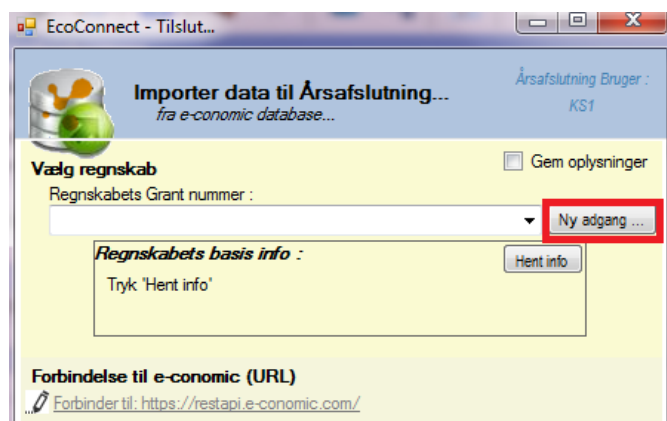 EcoConnect - Tilslut...
Importer data til Årsafslutning...
fra e-conomic database...
Årsafslutning Bruger :
KS1
Vælg regnskab
Gem oplysninger
Regnskabets Grant nummer :
Ny adgang ...
Regnskabets basis info :
Hent info
Tryk 'Hent info'
Forbindelse til e-conomic (URL)
Forbinder til: https://restapi.e-conomic.com/